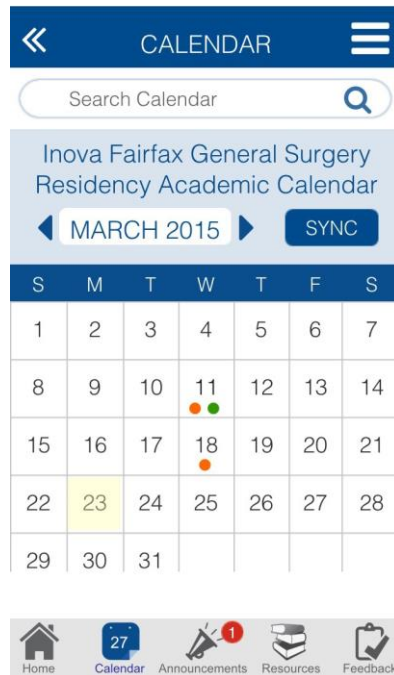 CALENDAR
Search Calendar
Inova Fairfax General Surgery
Residency Academic Calendar
MARCH 2015 SYNC
S M T W T F S
1 2 3 4 5 6 7
8 9 10 11 12 13 14
15 16 17 18 19 20 21
22 23 24 25 26 27 28
29 30 31
27 1
Home Calendar Announcements Resources Feedback